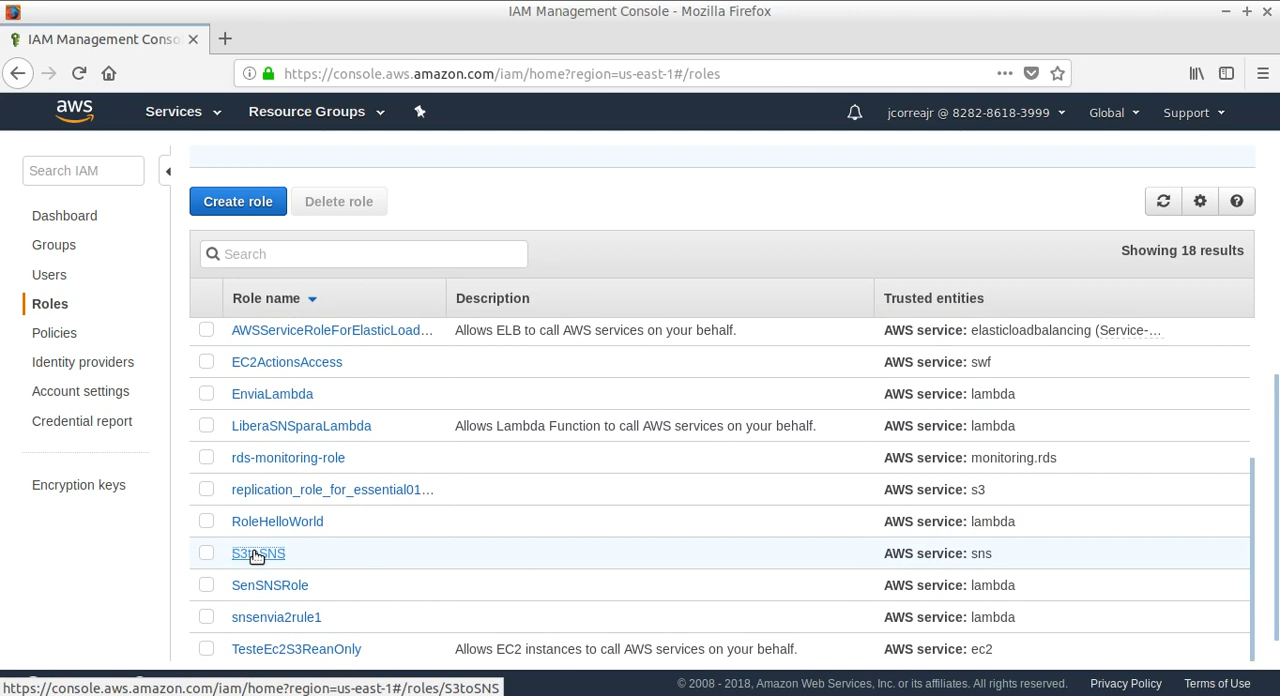 IAM Management Console - Mozilla Firefox
IAM Management Conso
https://console.aws.amazon.com/iam/home?region=us-east-1#/roles
aws
Services
Resource Groups
jcorreajr @ 8282-8618-3999
Global
Support
Search IAM
Dashboard
Groups
Users
Roles
Policies
Identity providers
Account settings
Credential report
Encryption keys
Create role
Delete role
Search
Showing 18 results
Role name Description Trusted entities
AWSServiceRoleForElasticLoad… Allows ELB to call AWS services on your behalf. AWS service: elasticloadbalancing (Service-…
EC2ActionsAccess AWS service: swf
EnviaLambda AWS service: lambda
LiberaSNSparaLambda Allows Lambda Function to call AWS services on your behalf. AWS service: lambda
rds-monitoring-role AWS service: monitoring.rds
replication_role_for_essential01… AWS service: s3
RoleHelloWorld AWS service: lambda
S3toSNS AWS service: sns
SenSNSRole AWS service: lambda
snsenvia2rule1 AWS service: lambda
TesteEc2S3ReanOnly Allows EC2 instances to call AWS services on your behalf. AWS service: ec2
https://console.aws.amazon.com/iam/home?region=us-east-1#/roles/S3toSNS
© 2008 - 2018, Amazon Web Services, Inc. or its affiliates. All rights reserved.
Privacy Policy
Terms of Use